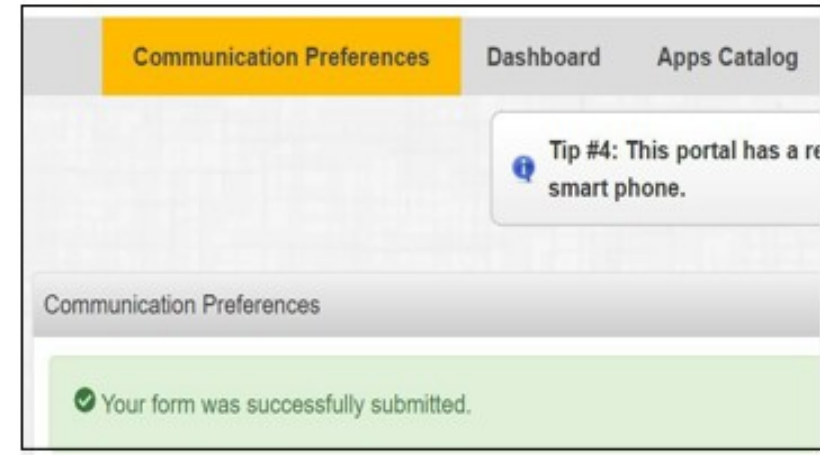 Communication Preferences Dashboard Apps Catalog
Tip #4: This portal has a
smart phone.
Communication Preferences
Your form was successfully submitted.